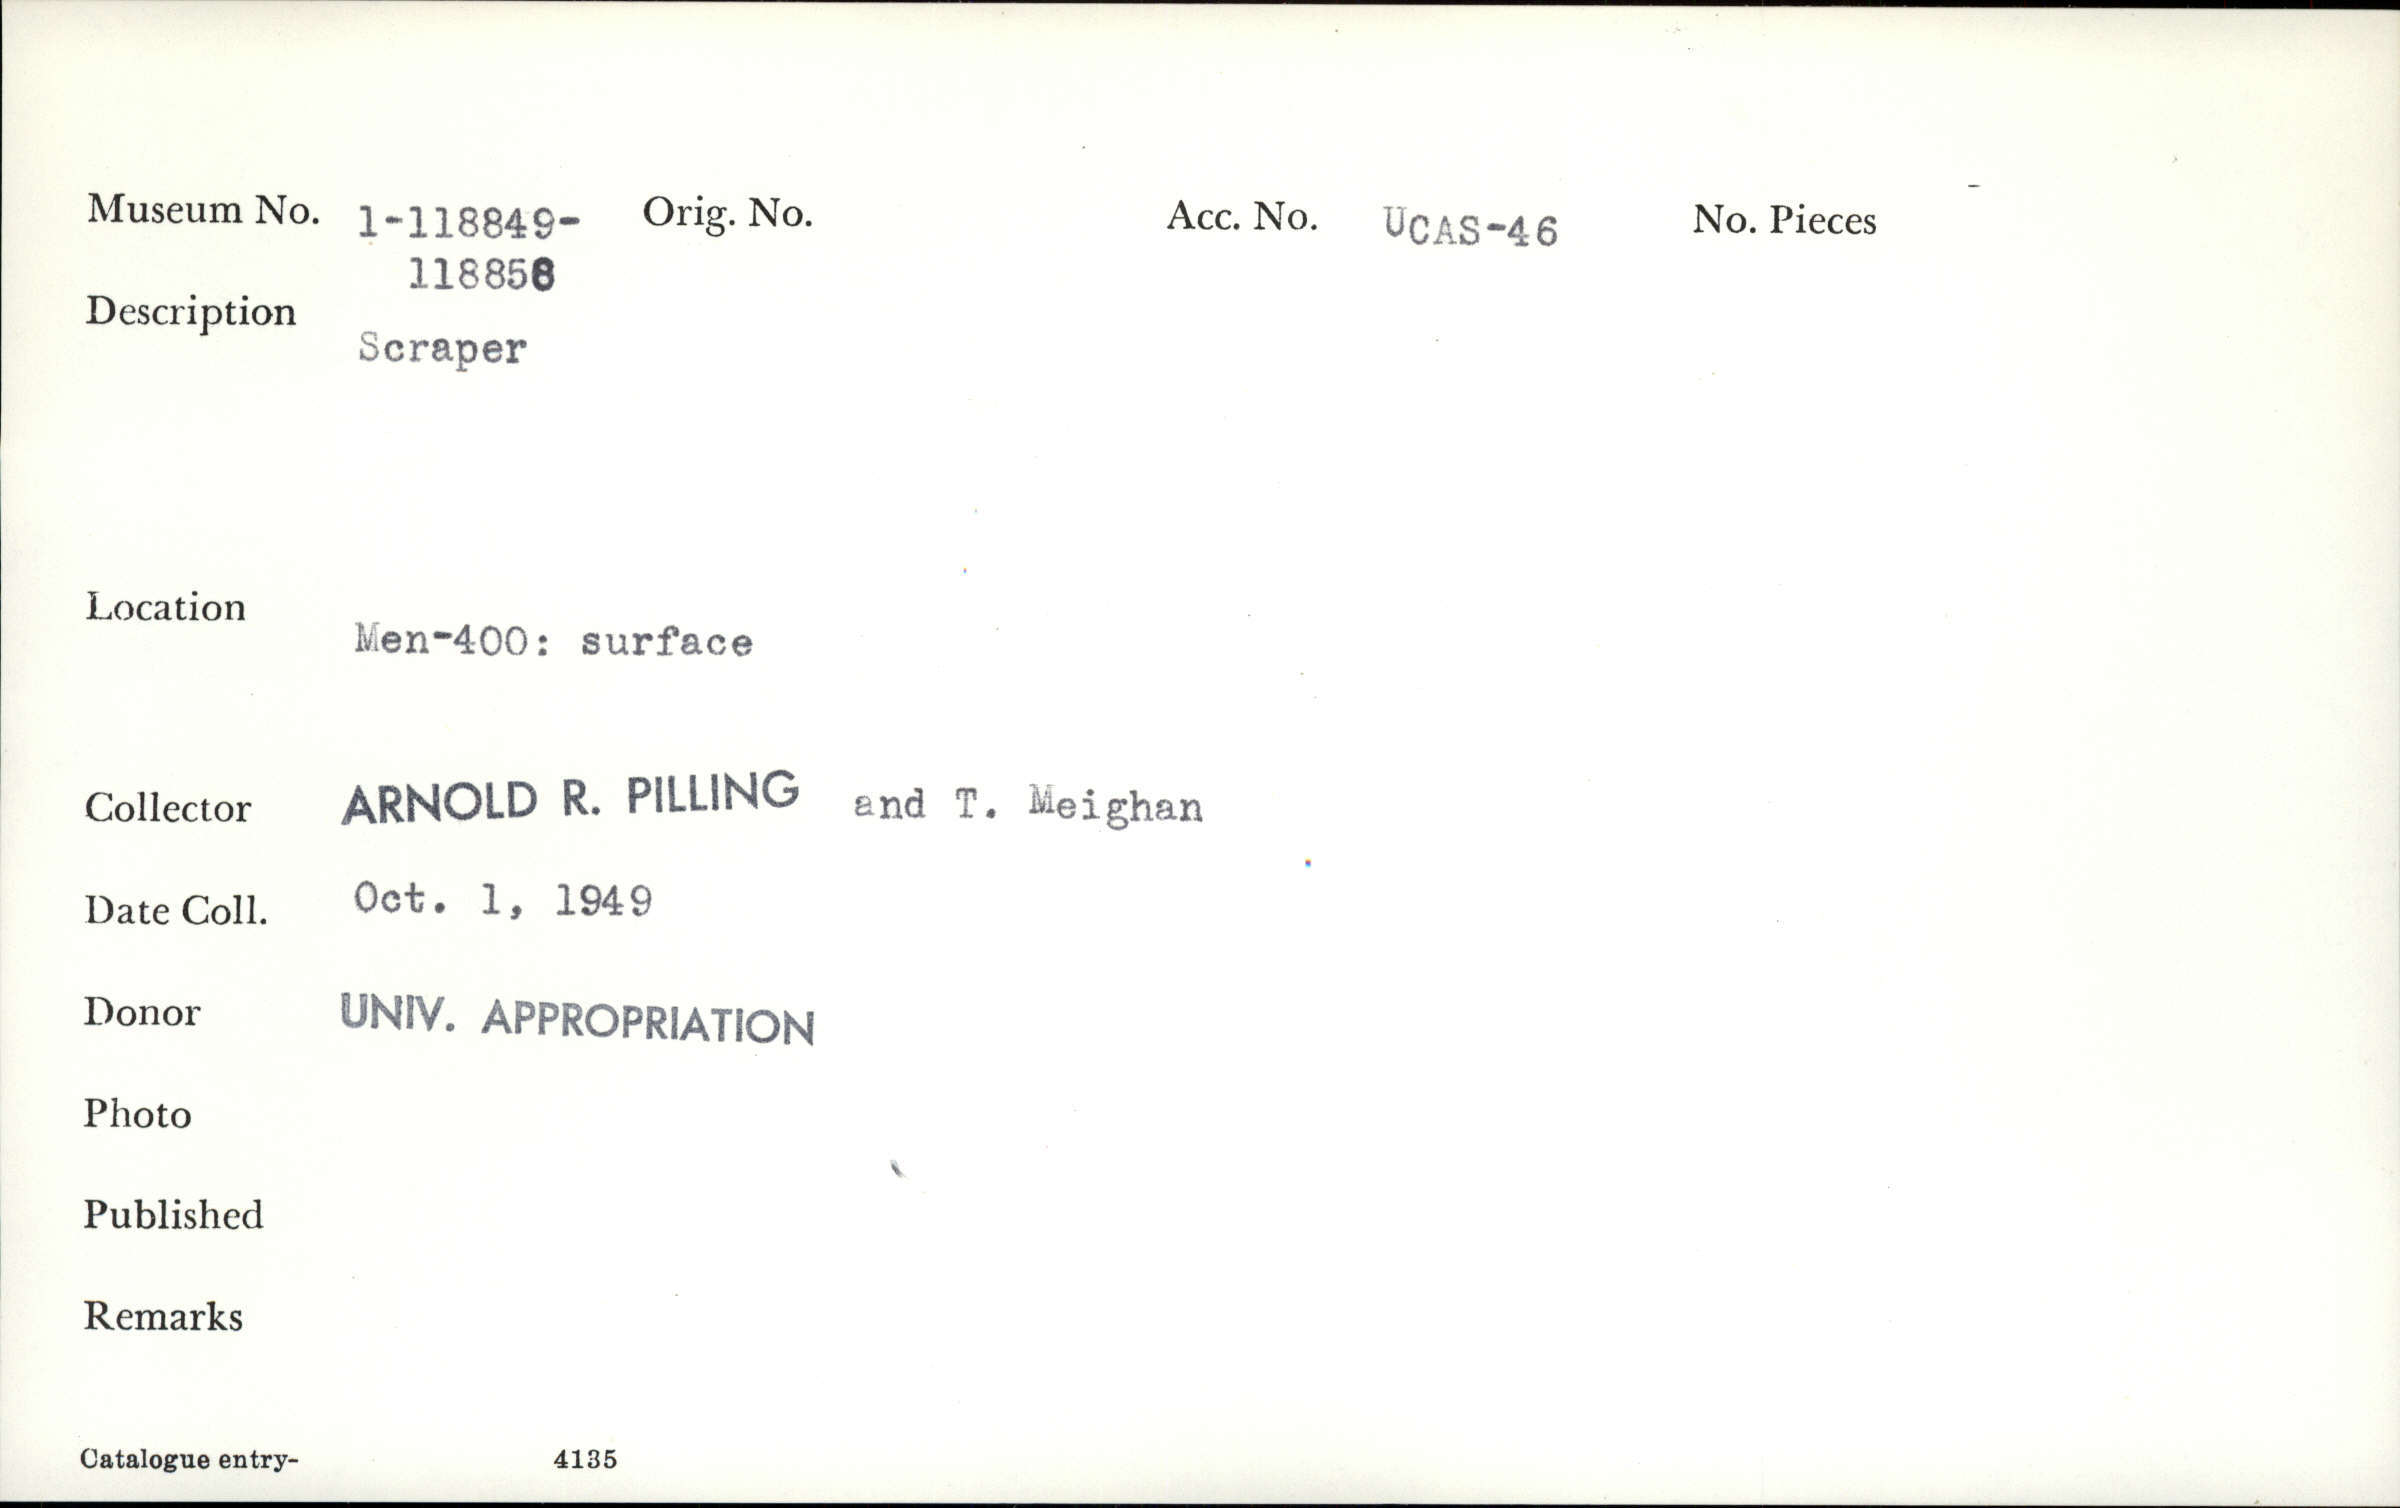 Museum No. 1-118849- Orig. No. Acc. No. UCAS-46 No. Pieces
118858
Description
Scraper
Location
Men-400: surface
Collector ARNOLD R. PILLING and T. Meighan
Date Coll. Oct. 1, 1949
Donor UNIV. APPROPRIATION
Photo
Published
Remarks
Catalogue entry- 4135